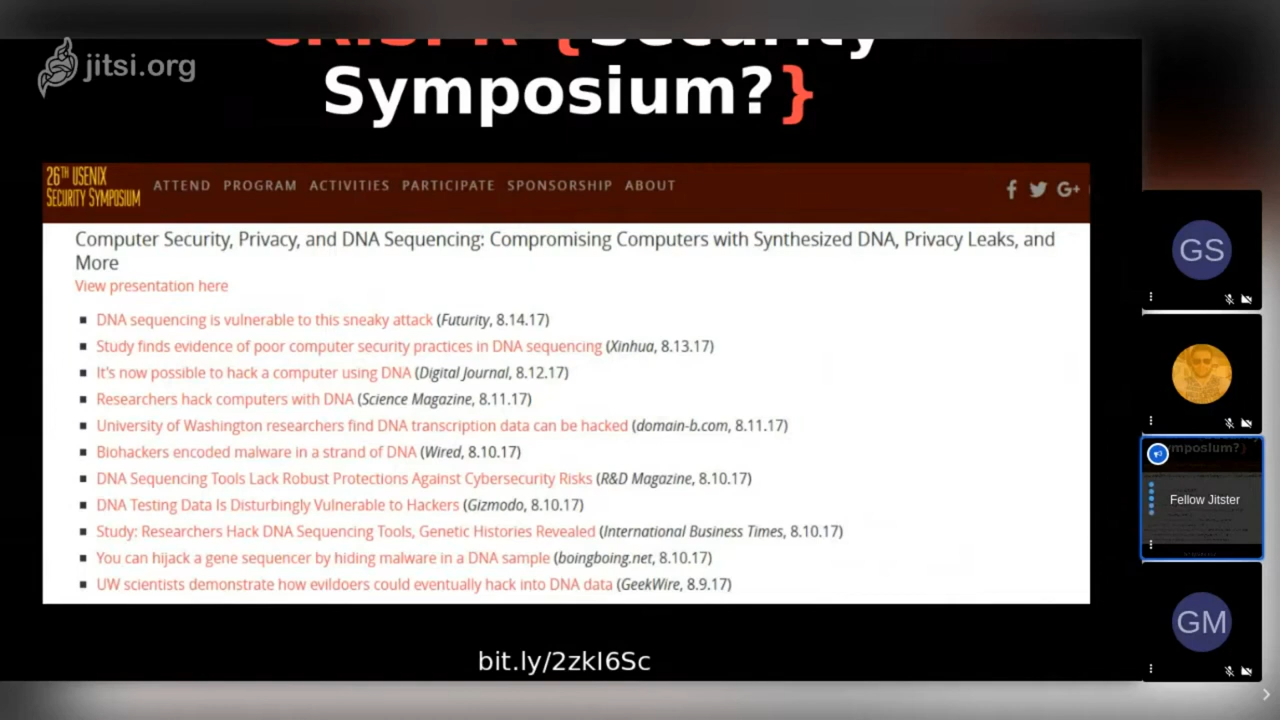 jitsi.org
CRISPR {Security
Symposium?}
26TH USENIX
SECURITY SYMPOSIUM
ATTEND PROGRAM ACTIVITIES PARTICIPATE SPONSORSHIP ABOUT
f G+
Computer Security, Privacy, and DNA Sequencing: Compromising Computers with Synthesized DNA, Privacy Leaks, and
More
View presentation here
DNA sequencing is vulnerable to this sneaky attack (Futurity, 8.14.17)
Study finds evidence of poor computer security practices in DNA sequencing (Xinhua, 8.13.17)
It's now possible to hack a computer using DNA (Digital Journal, 8.12.17)
Researchers hack computers with DNA (Science Magazine, 8.11.17)
University of Washington researchers find DNA transcription data can be hacked (domain-b.com, 8.11.17)
Biohackers encoded malware in a strand of DNA (Wired, 8.10.17)
DNA Sequencing Tools Lack Robust Protections Against Cybersecurity Risks (R&D Magazine, 8.10.17)
DNA Testing Data Is Disturbingly Vulnerable to Hackers (Gizmodo, 8.10.17)
Study: Researchers Hack DNA Sequencing Tools, Genetic Histories Revealed (International Business Times, 8.10.17)
You can hijack a gene sequencer by hiding malware in a DNA sample (boingboing.net, 8.10.17)
UW scientists demonstrate how evildoers could eventually hack into DNA data (GeekWire, 8.9.17)
bit.ly/2zkI6Sc
GS
mposium?}
Fellow Jitster
GM